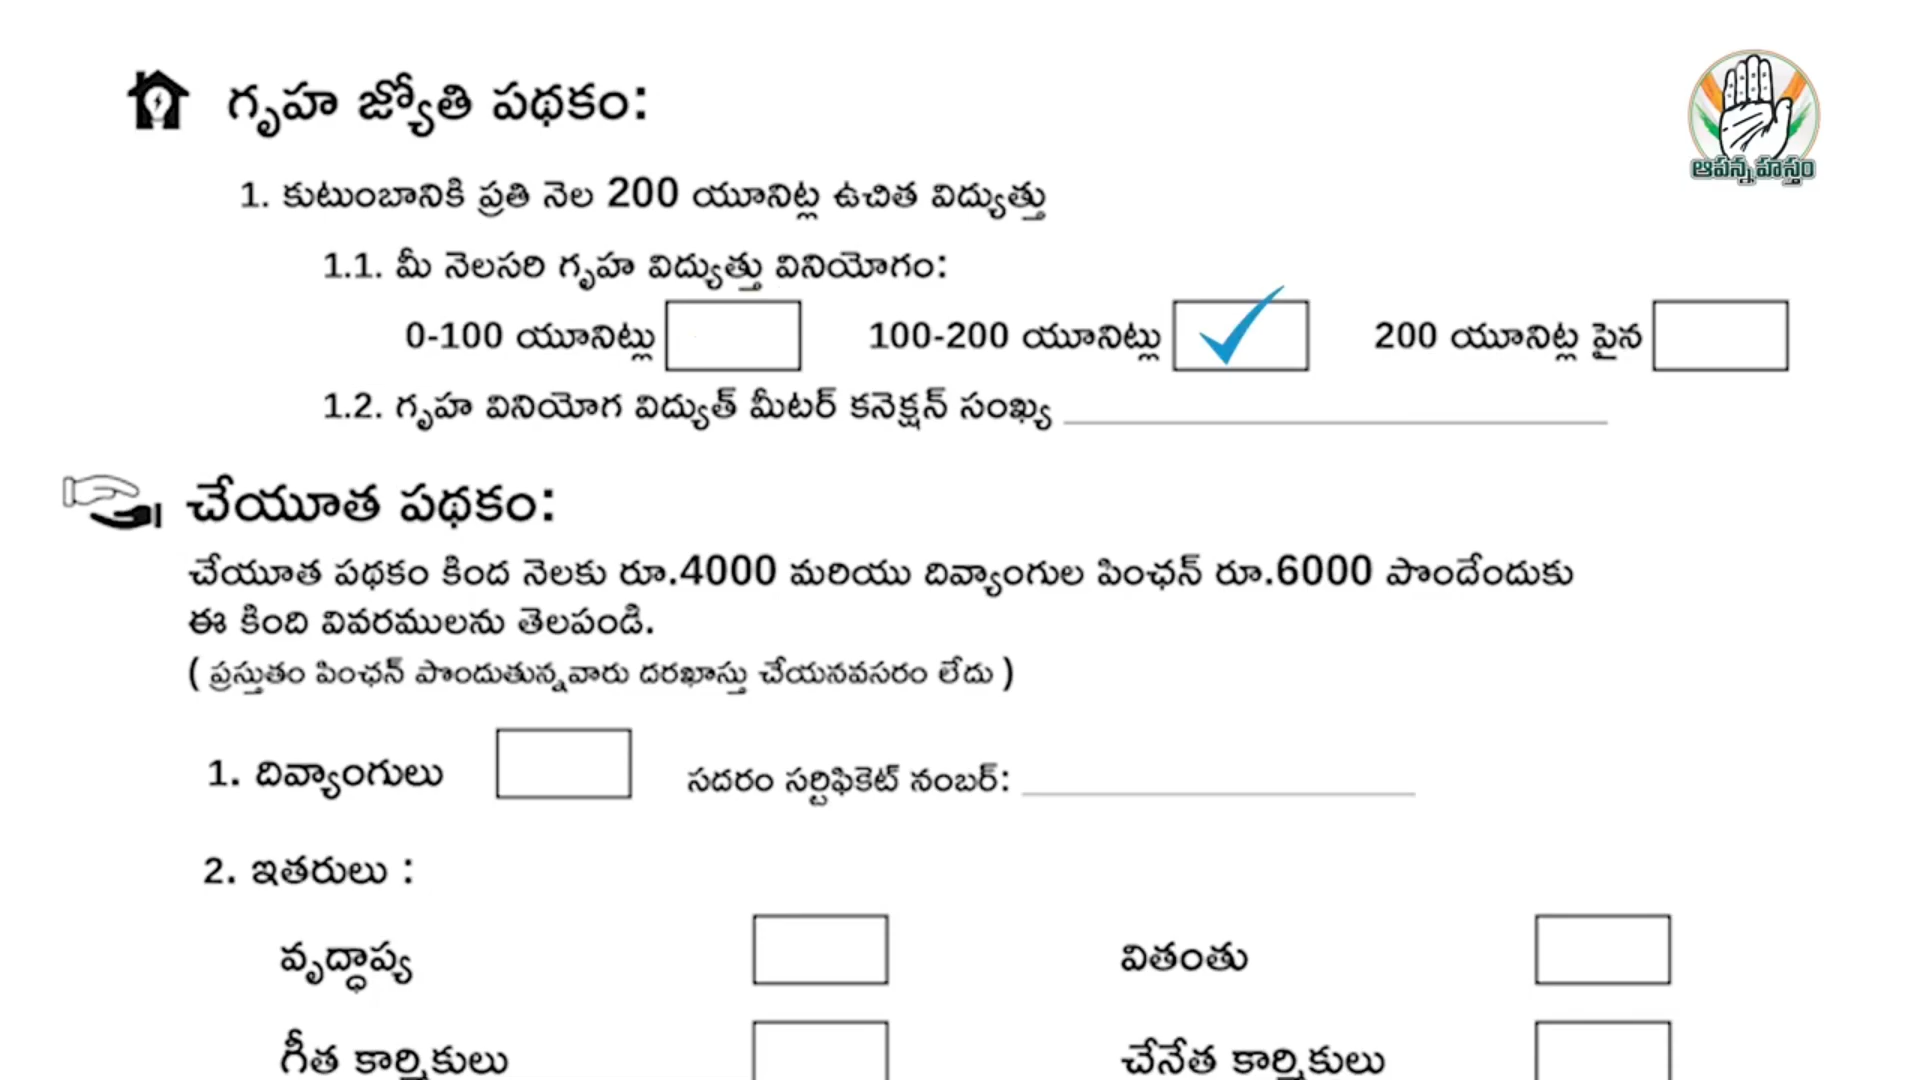 గృహ జ్యోతి పథకం:
ఆపన్న హస్తం
1. కుటుంబానికి ప్రతి నెల 200 యూనిట్ల ఉచిత విద్యుత్తు
1.1. మీ నెలసరి గృహ విద్యుత్తు వినియోగం:
0-100 యూనిట్లు 100-200 యూనిట్లు 200 యూనిట్ల పైన
1.2. గృహ వినియోగ విద్యుత్ మీటర్ కనెక్షన్ సంఖ్య
చేయూత పథకం:
చేయూత పథకం కింద నెలకు రూ.4000 మరియు దివ్యాంగుల పింఛన్ రూ.6000 పొందేందుకు
ఈ కింది వివరములను తెలపండి.
( ప్రస్తుతం పింఛన్ పొందుతున్నవారు దరఖాస్తు చేయనవసరం లేదు )
1. దివ్యాంగులు సదరం సర్టిఫికెట్ నంబర్:
2. ఇతరులు :
వృద్ధాప్య వితంతు
గీత కార్మికులు చేనేత కార్మికులు